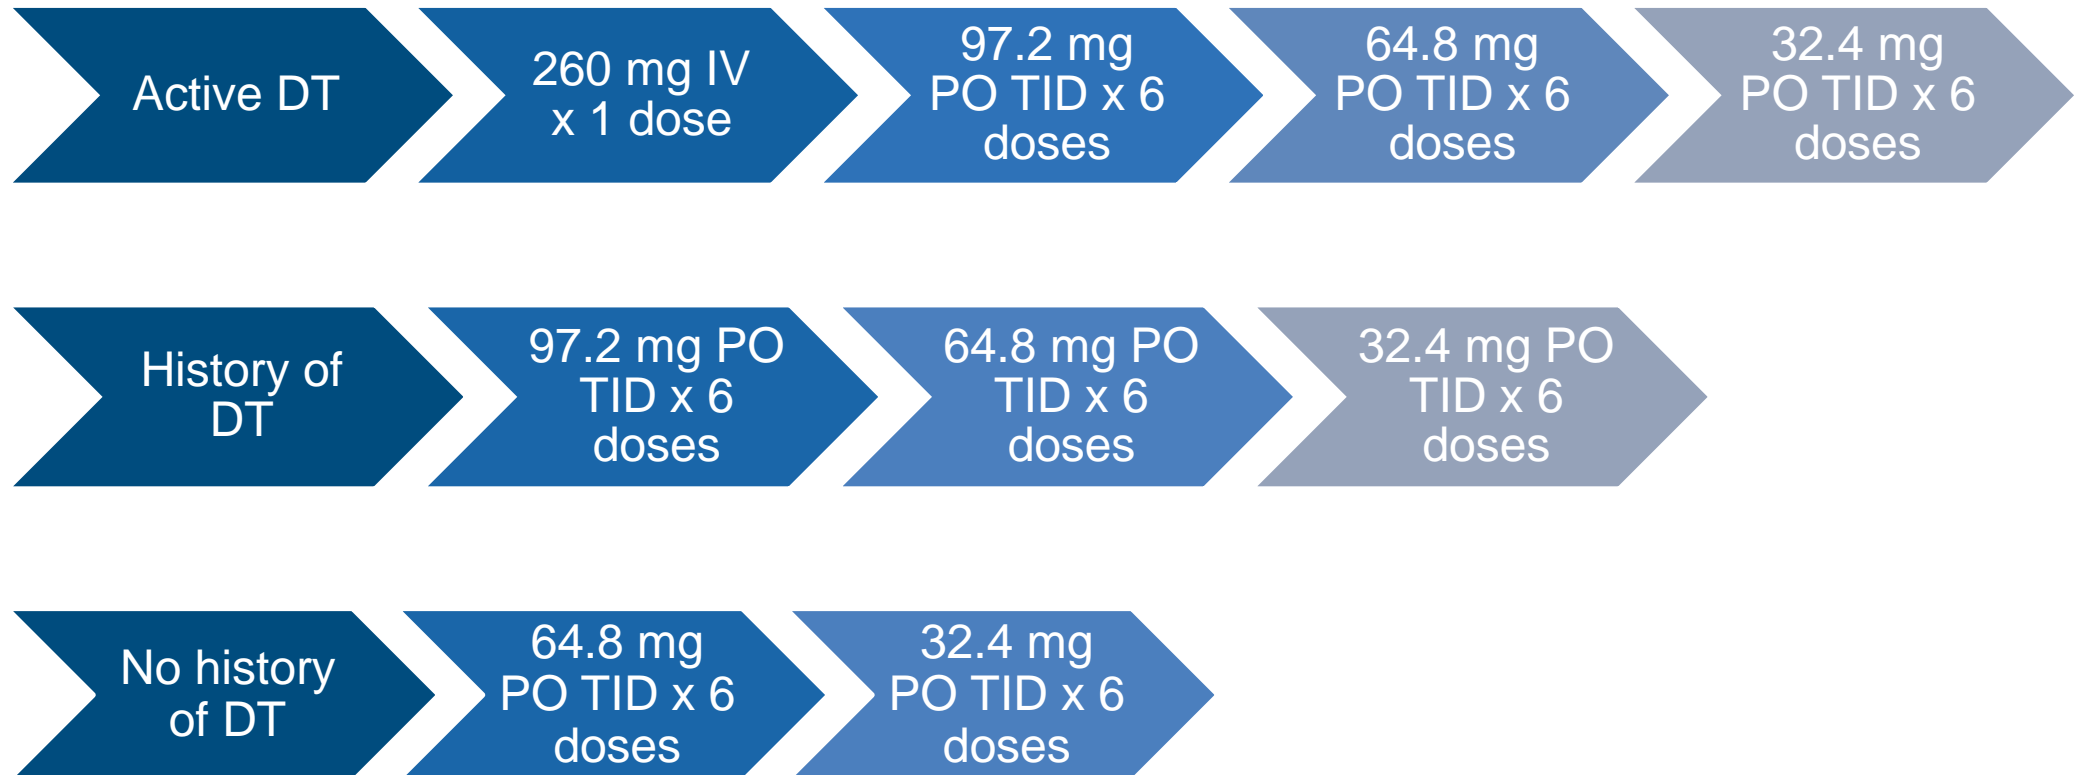 Active DT
260 mg IV
x 1 dose
97.2 mg
PO TID x 6
doses
64.8 mg
PO TID x 6
doses
32.4 mg
PO TID x 6
doses
History of
DT
97.2 mg PO
TID x 6
doses
64.8 mg PO
TID x 6
doses
32.4 mg PO
TID x 6
doses
No history
of DT
64.8 mg
PO TID x 6
doses
32.4 mg
PO TID x 6
doses